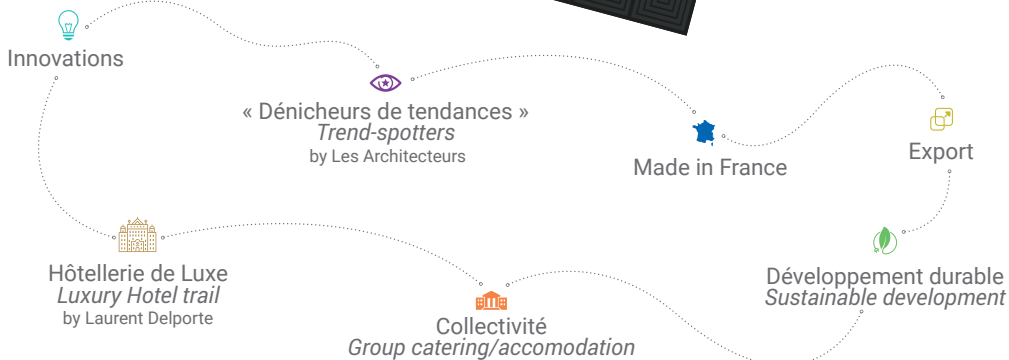 Innovations
« Dénicheurs de tendances »
Trend-spotters
by Les Architecteurs
Made in France
Export
Hôtellerie de Luxe
Luxury Hotel trail
by Laurent Delporte
Collectivité
Group catering/accomodation
Développement durable
Sustainable development